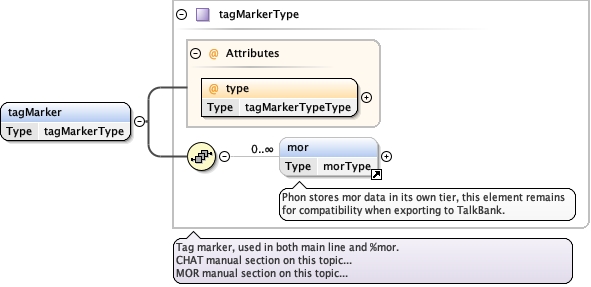 tagMarkerType
@ Attributes
@ type
Type tagMarkerTypeType
tagMarker
Type tagMarkerType
0..∞
mor
Type morType
Phon stores mor data in its own tier, this element remains
for compatibility when exporting to TalkBank.
Tag marker, used in both main line and %mor.
CHAT manual section on this topic...
MOR manual section on this topic...